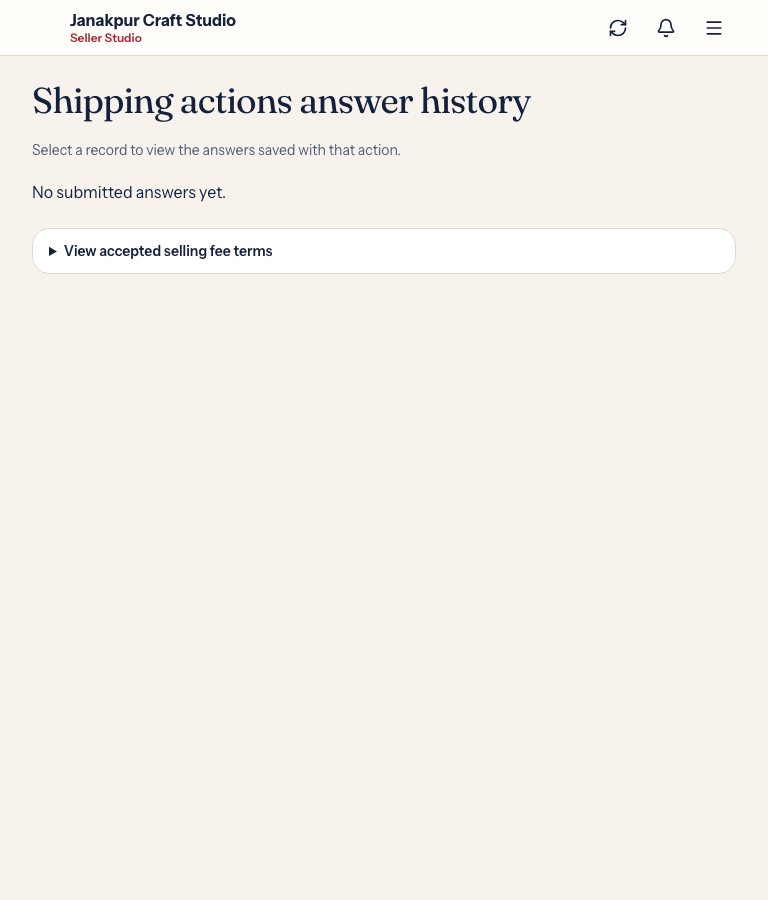 Janakpur Craft Studio
Seller Studio
Shipping actions answer history
Select a record to view the answers saved with that action.
No submitted answers yet.
View accepted selling fee terms